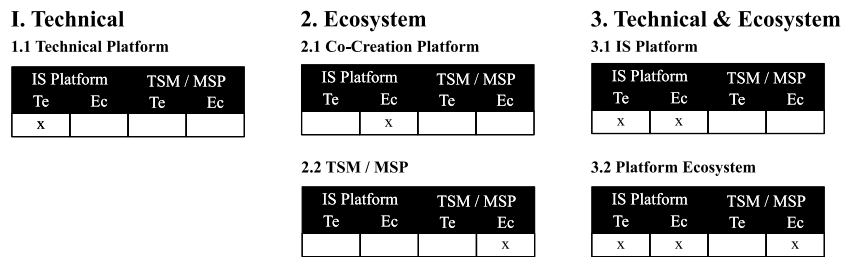 I. Technical
1.1 Technical Platform
IS Platform TSM / MSP
Te Ec Te Ec
x
2. Ecosystem
2.1 Co-Creation Platform
IS Platform TSM / MSP
Te Ec Te Ec
x
2.2 TSM / MSP
IS Platform TSM / MSP
Te Ec Te Ec
x
3. Technical & Ecosystem
3.1 IS Platform
IS Platform TSM / MSP
Te Ec Te Ec
x x
3.2 Platform Ecosystem
IS Platform TSM / MSP
Te Ec Te Ec
x x x